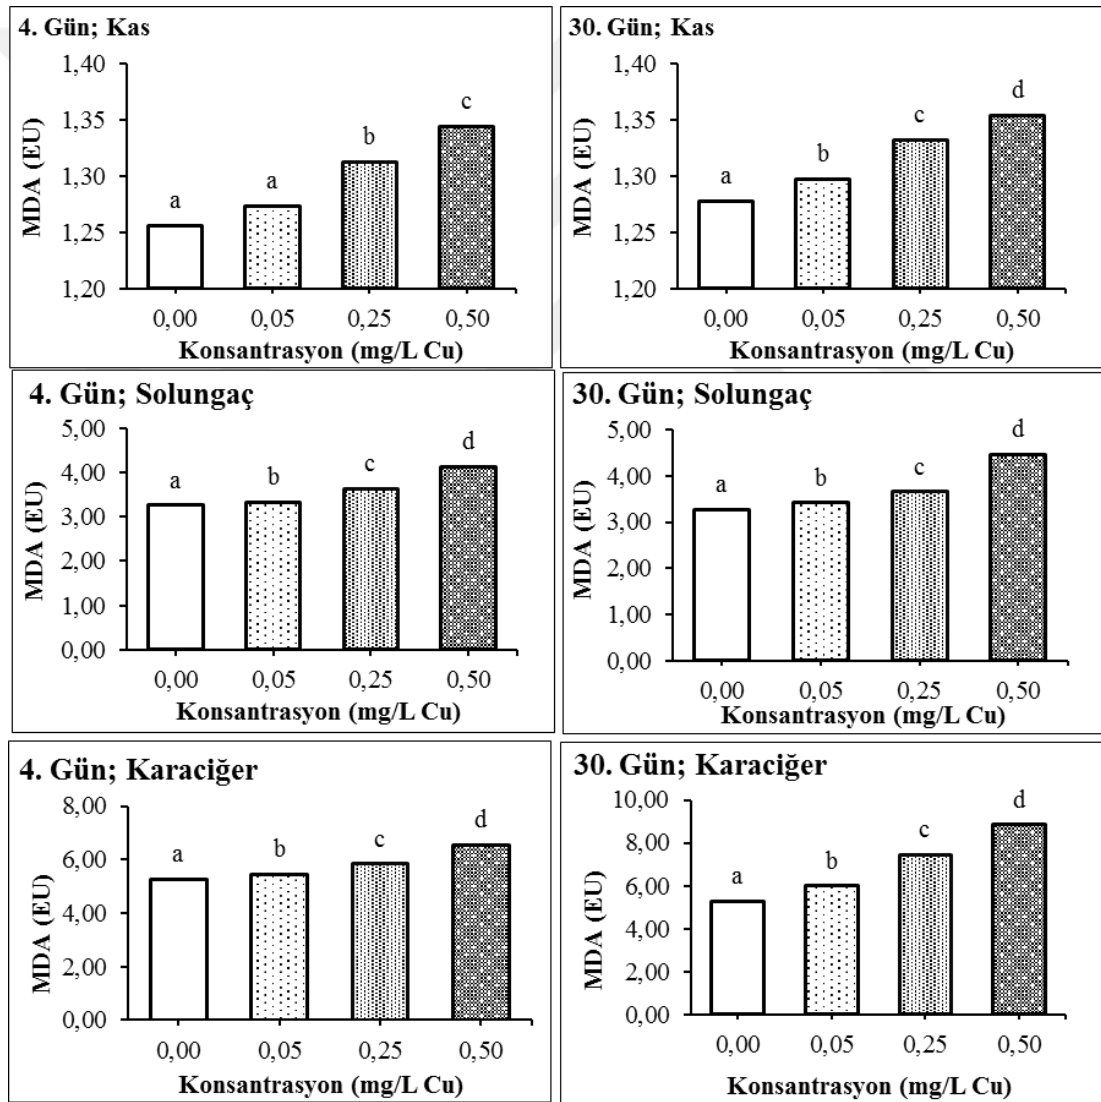 4. Gün; Kas
MDA (EU)
1,40
1,35
1,30
1,25
1,20
a
a
b
c
0,00 0,05 0,25 0,50
Konsantrasyon (mg/L Cu)
30. Gün; Kas
MDA (EU)
1,40
1,35
1,30
1,25
1,20
a
b
c
d
0,00 0,05 0,25 0,50
Konsantrasyon (mg/L Cu)
4. Gün; Solungaç
MDA (EU)
5,00
4,00
3,00
2,00
1,00
0,00
a
b
c
d
0,00 0,05 0,25 0,50
Konsantrasyon (mg/L Cu)
30. Gün; Solungaç
MDA (EU)
5,00
4,00
3,00
2,00
1,00
0,00
a
b
c
d
0,00 0,05 0,25 0,50
Konsantrasyon (mg/L Cu)
4. Gün; Karaciğer
MDA (EU)
8,00
6,00
4,00
2,00
0,00
a
b
c
d
0,00 0,05 0,25 0,50
Konsantrasyon (mg/L Cu)
30. Gün; Karaciğer
MDA (EU)
10,00
8,00
6,00
4,00
2,00
0,00
a
b
c
d
0,00 0,05 0,25 0,50
Konsantrasyon (mg/L Cu)